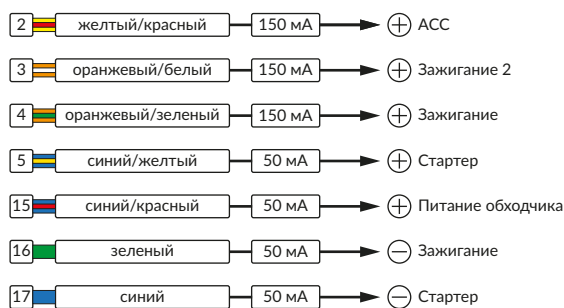 2 желтый/красный 150 мА + ACC
3 оранжевый/белый 150 мА + Зажигание 2
4 оранжевый/зеленый 150 мА + Зажигание
5 синий/желтый 50 мА + Стартер
15 синий/красный 50 мА + Питание обходчика
16 зеленый 50 мА − Зажигание
17 синий 50 мА − Стартер